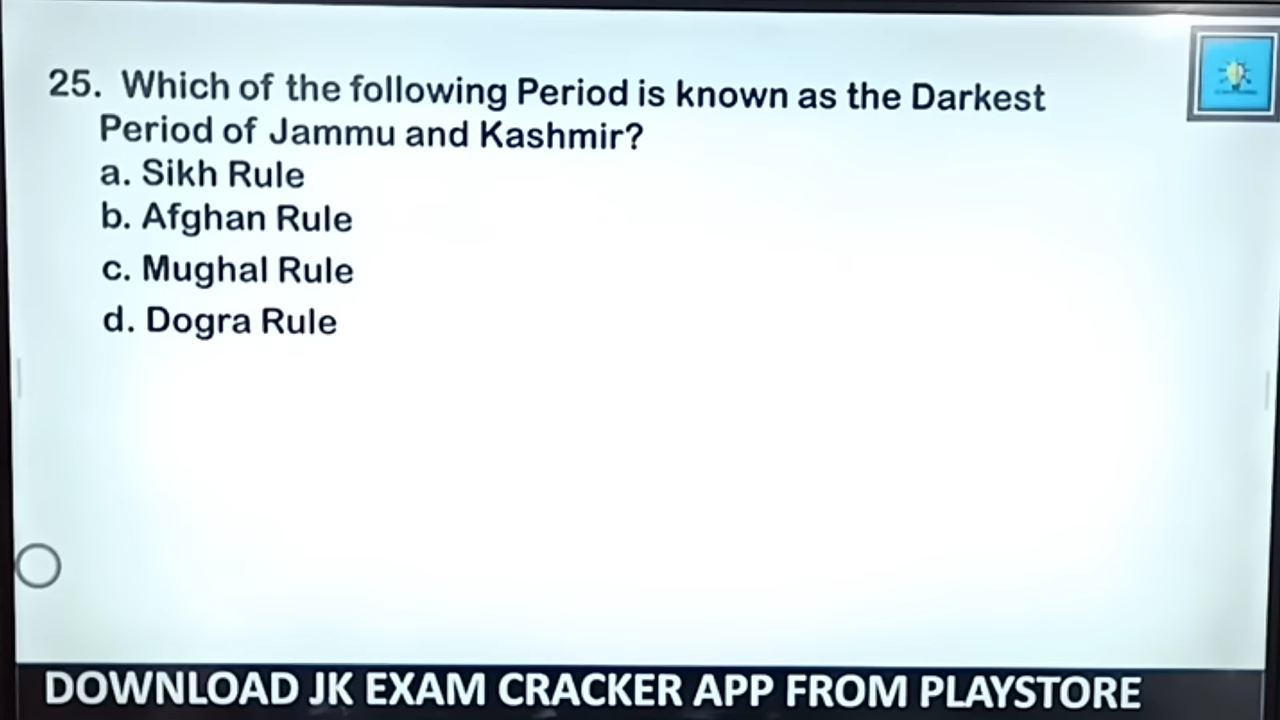 25. Which of the following Period is known as the Darkest
Period of Jammu and Kashmir?
a. Sikh Rule
b. Afghan Rule
c. Mughal Rule
d. Dogra Rule
DOWNLOAD JK EXAM CRACKER APP FROM PLAYSTORE